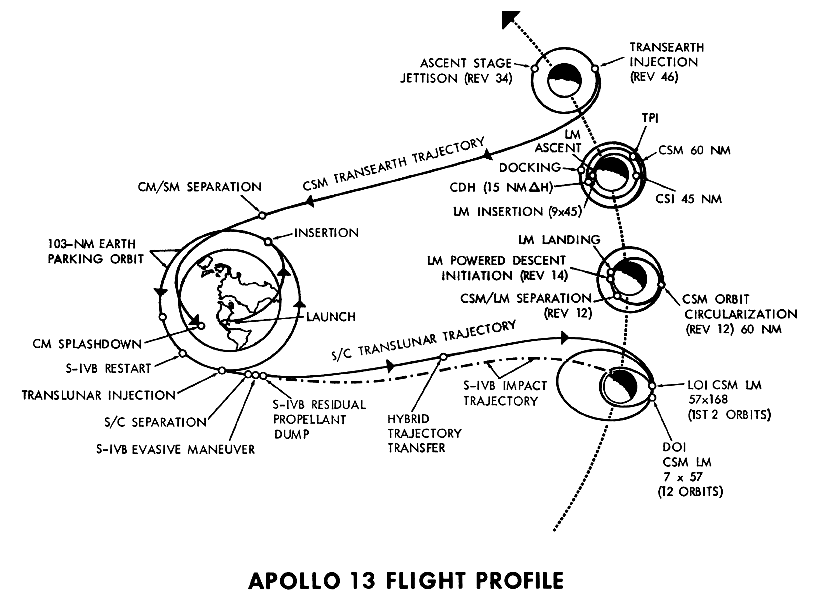 ASCENT STAGE
JETTISON (REV 34)
TRANSEARTH
INJECTION
(REV 46)
TPI
LM
ASCENT
CSM 60 NM
DOCKING
CDH (15 NM∆H)
CSI 45 NM
LM INSERTION (9x45)
CSM TRANSEARTH TRAJECTORY
CM/SM SEPARATION
INSERTION
103-NM EARTH
PARKING ORBIT
LM LANDING
LM POWERED DESCENT
INITIATION (REV 14)
CSM/LM SEPARATION
(REV 12)
CSM ORBIT
CIRCULARIZATION
(REV 12) 60 NM
LAUNCH
CM SPLASHDOWN
S/C TRANSLUNAR TRAJECTORY
S-IVB RESTART
TRANSLUNAR INJECTION
S/C SEPARATION
S-IVB EVASIVE MANEUVER
S-IVB RESIDUAL
PROPELLANT
DUMP
HYBRID
TRAJECTORY
TRANSFER
S-IVB IMPACT
TRAJECTORY
LOI CSM LM
57x168
(1ST 2 ORBITS)
DOI
CSM LM
7 x 57
(12 ORBITS)
APOLLO 13 FLIGHT PROFILE